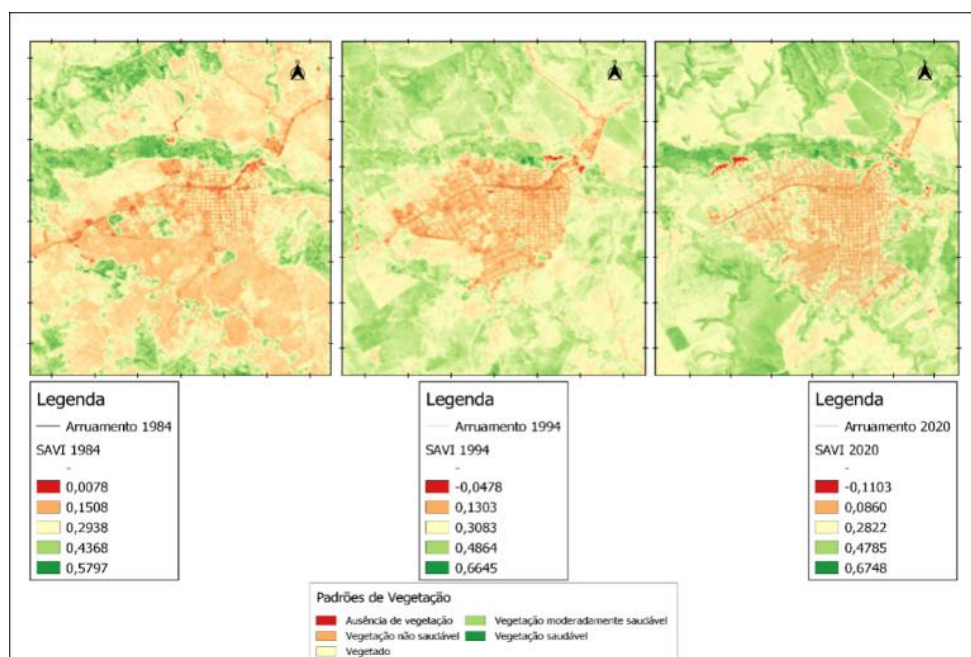 Legenda
Arruamento 1984
SAVI 1984
-
0,0078
0,1508
0,2938
0,4368
0,5797
Legenda
Arruamento 1994
SAVI 1994
-
-0,0478
0,1303
0,3083
0,4864
0,6645
Legenda
Arruamento 2020
SAVI 2020
-
-0,1103
0,0860
0,2822
0,4785
0,6748
Padrões de Vegetação
Ausência de vegetação
Vegetação não saudável
Vegetado
Vegetação moderadamente saudável
Vegetação saudável